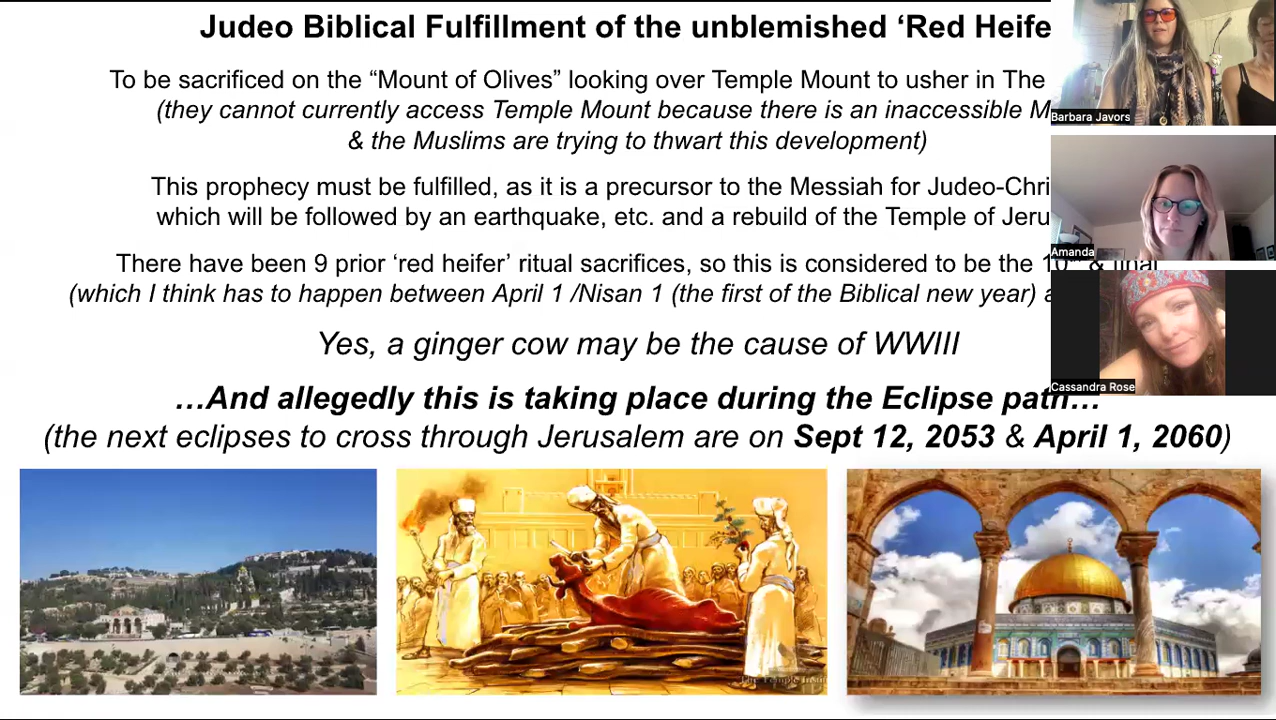 Judeo Biblical Fulfillment of the unblemished ‘Red Heife
To be sacrificed on the “Mount of Olives” looking over Temple Mount to usher in The
(they cannot currently access Temple Mount because there is an inaccessible M
& the Muslims are trying to thwart this development)
This prophecy must be fulfilled, as it is a precursor to the Messiah for Judeo-Chri
which will be followed by an earthquake, etc. and a rebuild of the Temple of Jeru
There have been 9 prior ‘red heifer’ ritual sacrifices, so this is considered to be the 10th & final
(which I think has to happen between April 1 /Nisan 1 (the first of the Biblical new year) a
Yes, a ginger cow may be the cause of WWIII
…And allegedly this is taking place during the Eclipse path…
(the next eclipses to cross through Jerusalem are on Sept 12, 2053 & April 1, 2060)
The Temple
Barbara Javors
Amanda
Cassandra Rose